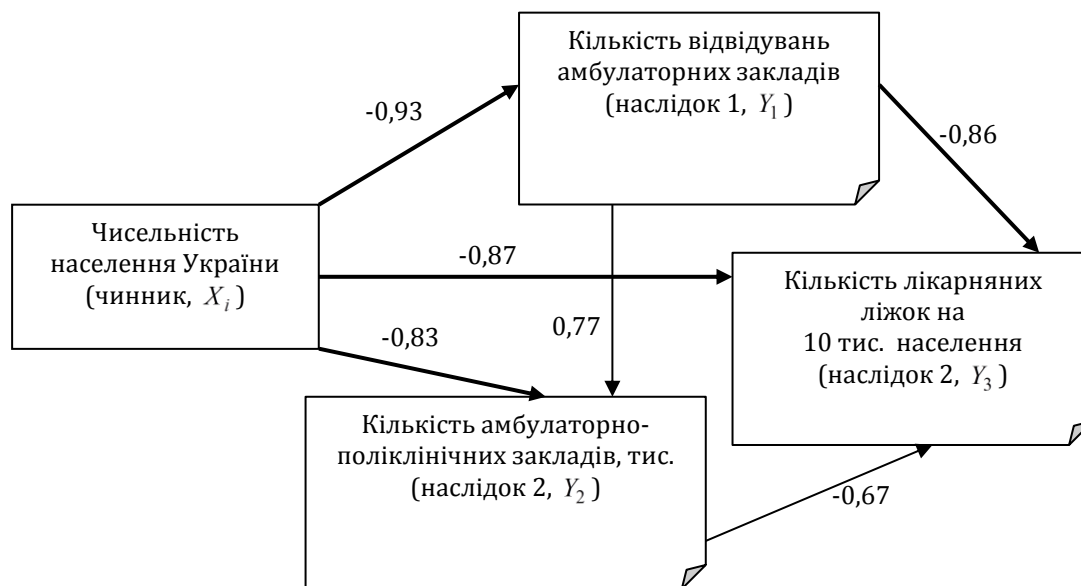 Кількість відвідувань
амбулаторних закладів
(наслідок 1, Y₁)
-0,93
-0,86
Чисельність
населення України
(чинник, Xᵢ)
-0,87
Кількість лікарняних
ліжок на
10 тис. населення
(наслідок 2, Y₃)
0,77
-0,83
Кількість амбулаторно-
поліклінічних закладів, тис.
(наслідок 2, Y₂)
-0,67